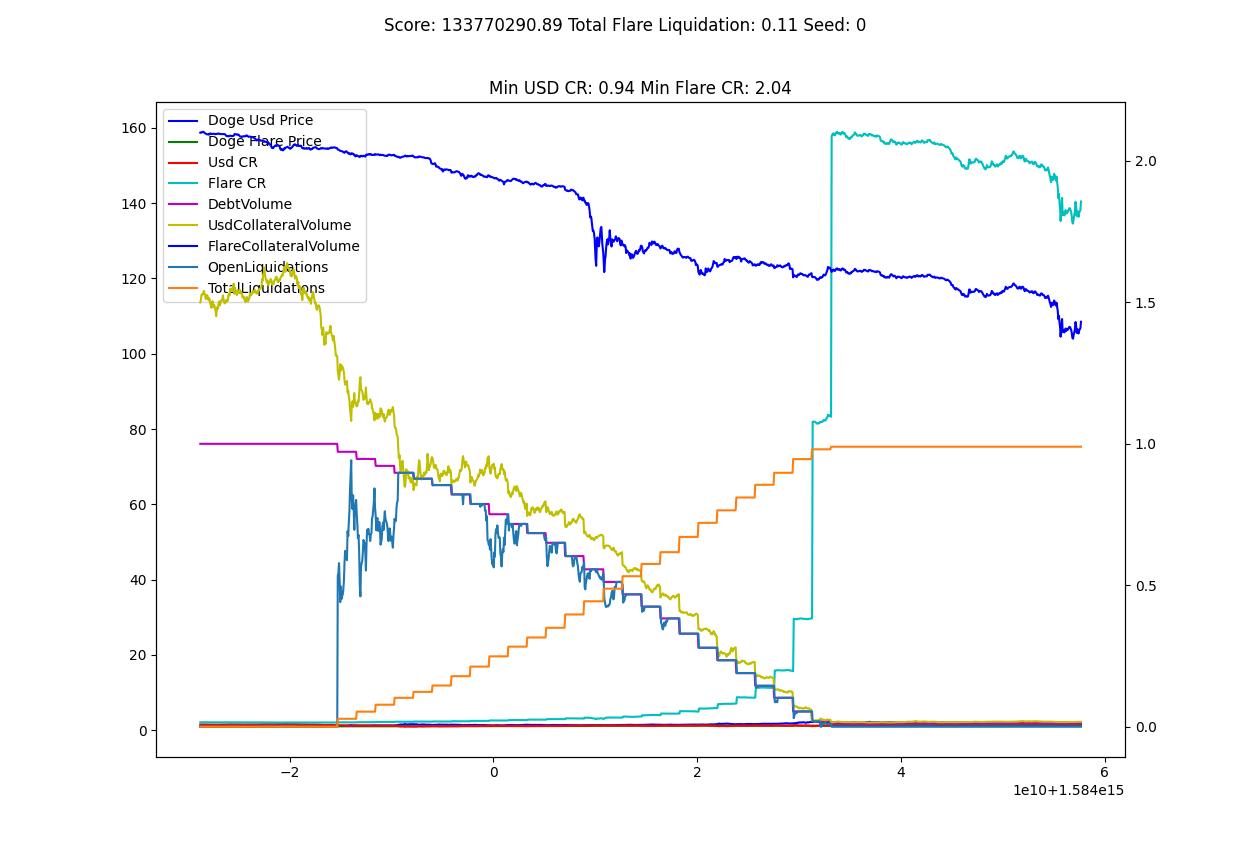 Score: 133770290.89 Total Flare Liquidation: 0.11 Seed: 0
Min USD CR: 0.94 Min Flare CR: 2.04
Doge Usd Price
Doge Flare Price
Usd CR
Flare CR
DebtVolume
UsdCollateralVolume
FlareCollateralVolume
OpenLiquidations
TotalLiquidations
160
140
120
100
80
60
40
20
0
2.0
1.5
1.0
0.5
0.0
−2 0 2 4 6
1e10+1.584e15